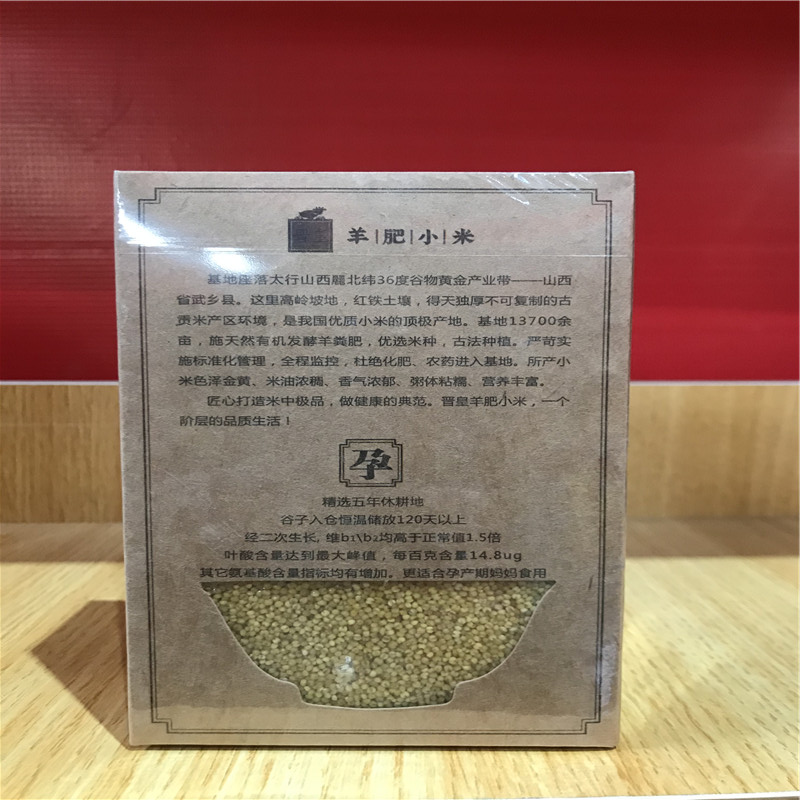 羊|肥|小|米
基地座落太行山西麓北纬36度谷物黄金产业带——山西
省武乡县。这里高岭坡地，红铁土壤，得天独厚不可复制的古
贡米产区环境，是我国优质小米的顶极产地。基地13700余
亩，施天然有机发酵羊粪肥，优选米种，古法种植。严苛实
施标准化管理，全程监控，杜绝化肥、农药进入基地。所产小
米色泽金黄、米油浓稠、香气浓郁、粥体粘糯、营养丰富。
匠心打造米中极品，做健康的典范。晋皇羊肥小米，一个
阶层的品质生活！
孕
精选五年休耕地
谷子入仓恒温储放120天以上
经二次生长，维b1\b2均高于正常值1.5倍
叶酸含量达到最大峰值，每百克含量14.8ug
其它氨基酸含量指标均有增加。更适合孕产期妈妈食用